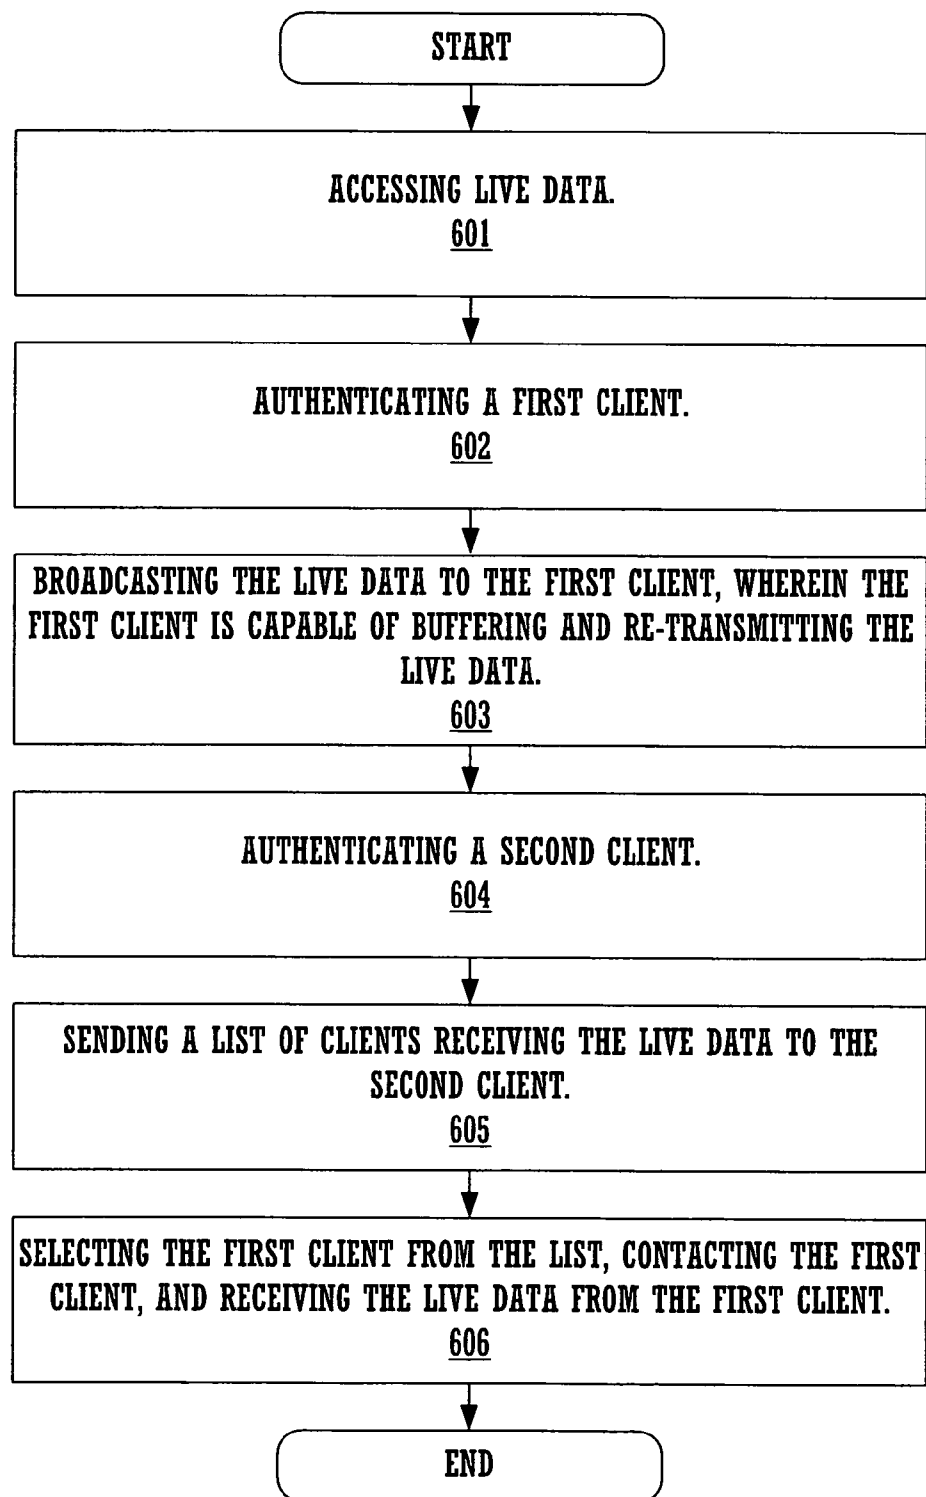 START
ACCESSING LIVE DATA.
601
AUTHENTICATING A FIRST CLIENT.
602
BROADCASTING THE LIVE DATA TO THE FIRST CLIENT, WHEREIN THE
FIRST CLIENT IS CAPABLE OF BUFFERING AND RE-TRANSMITTING THE
LIVE DATA.
603
AUTHENTICATING A SECOND CLIENT.
604
SENDING A LIST OF CLIENTS RECEIVING THE LIVE DATA TO THE
SECOND CLIENT.
605
SELECTING THE FIRST CLIENT FROM THE LIST, CONTACTING THE FIRST
CLIENT, AND RECEIVING THE LIVE DATA FROM THE FIRST CLIENT.
606
END